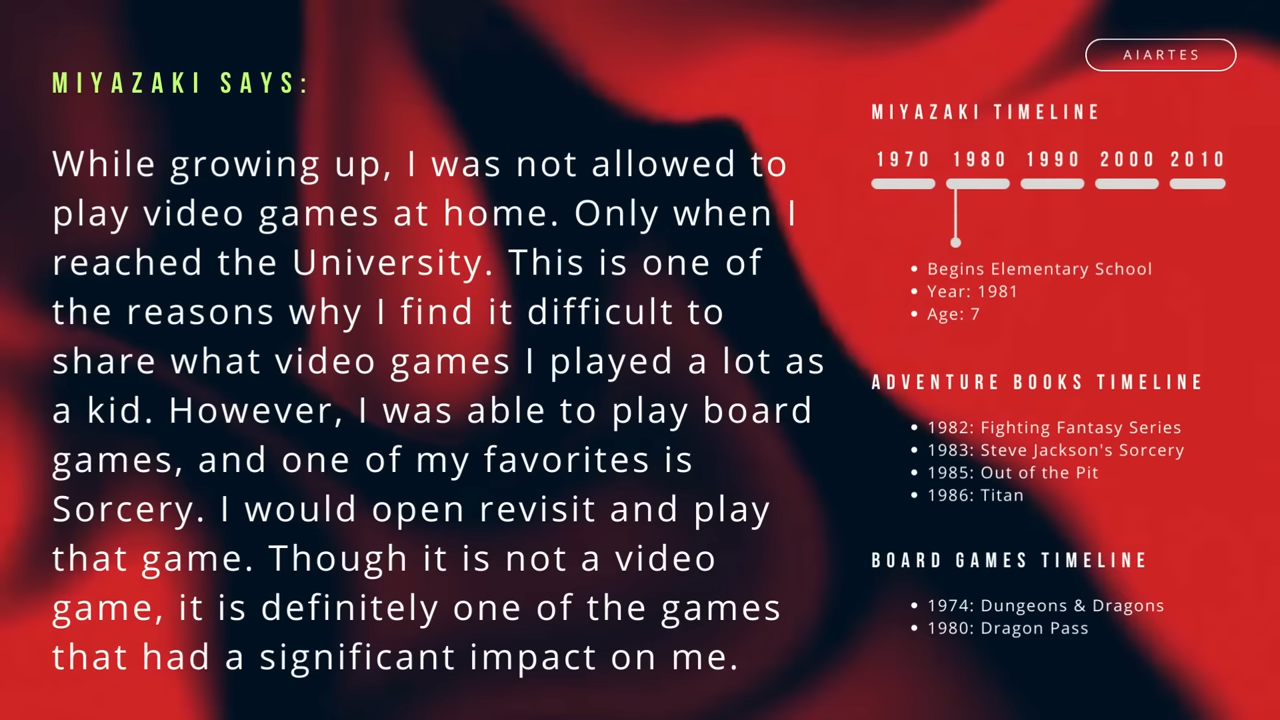 MIYAZAKI SAYS:
While growing up, I was not allowed to
play video games at home. Only when I
reached the University. This is one of
the reasons why I find it difficult to
share what video games I played a lot as
a kid. However, I was able to play board
games, and one of my favorites is
Sorcery. I would open revisit and play
that game. Though it is not a video
game, it is definitely one of the games
that had a significant impact on me.
AIARTES
MIYAZAKI TIMELINE
1970 1980 1990 2000 2010
• Begins Elementary School
• Year: 1981
• Age: 7
ADVENTURE BOOKS TIMELINE
• 1982: Fighting Fantasy Series
• 1983: Steve Jackson's Sorcery
• 1985: Out of the Pit
• 1986: Titan
BOARD GAMES TIMELINE
• 1974: Dungeons & Dragons
• 1980: Dragon Pass